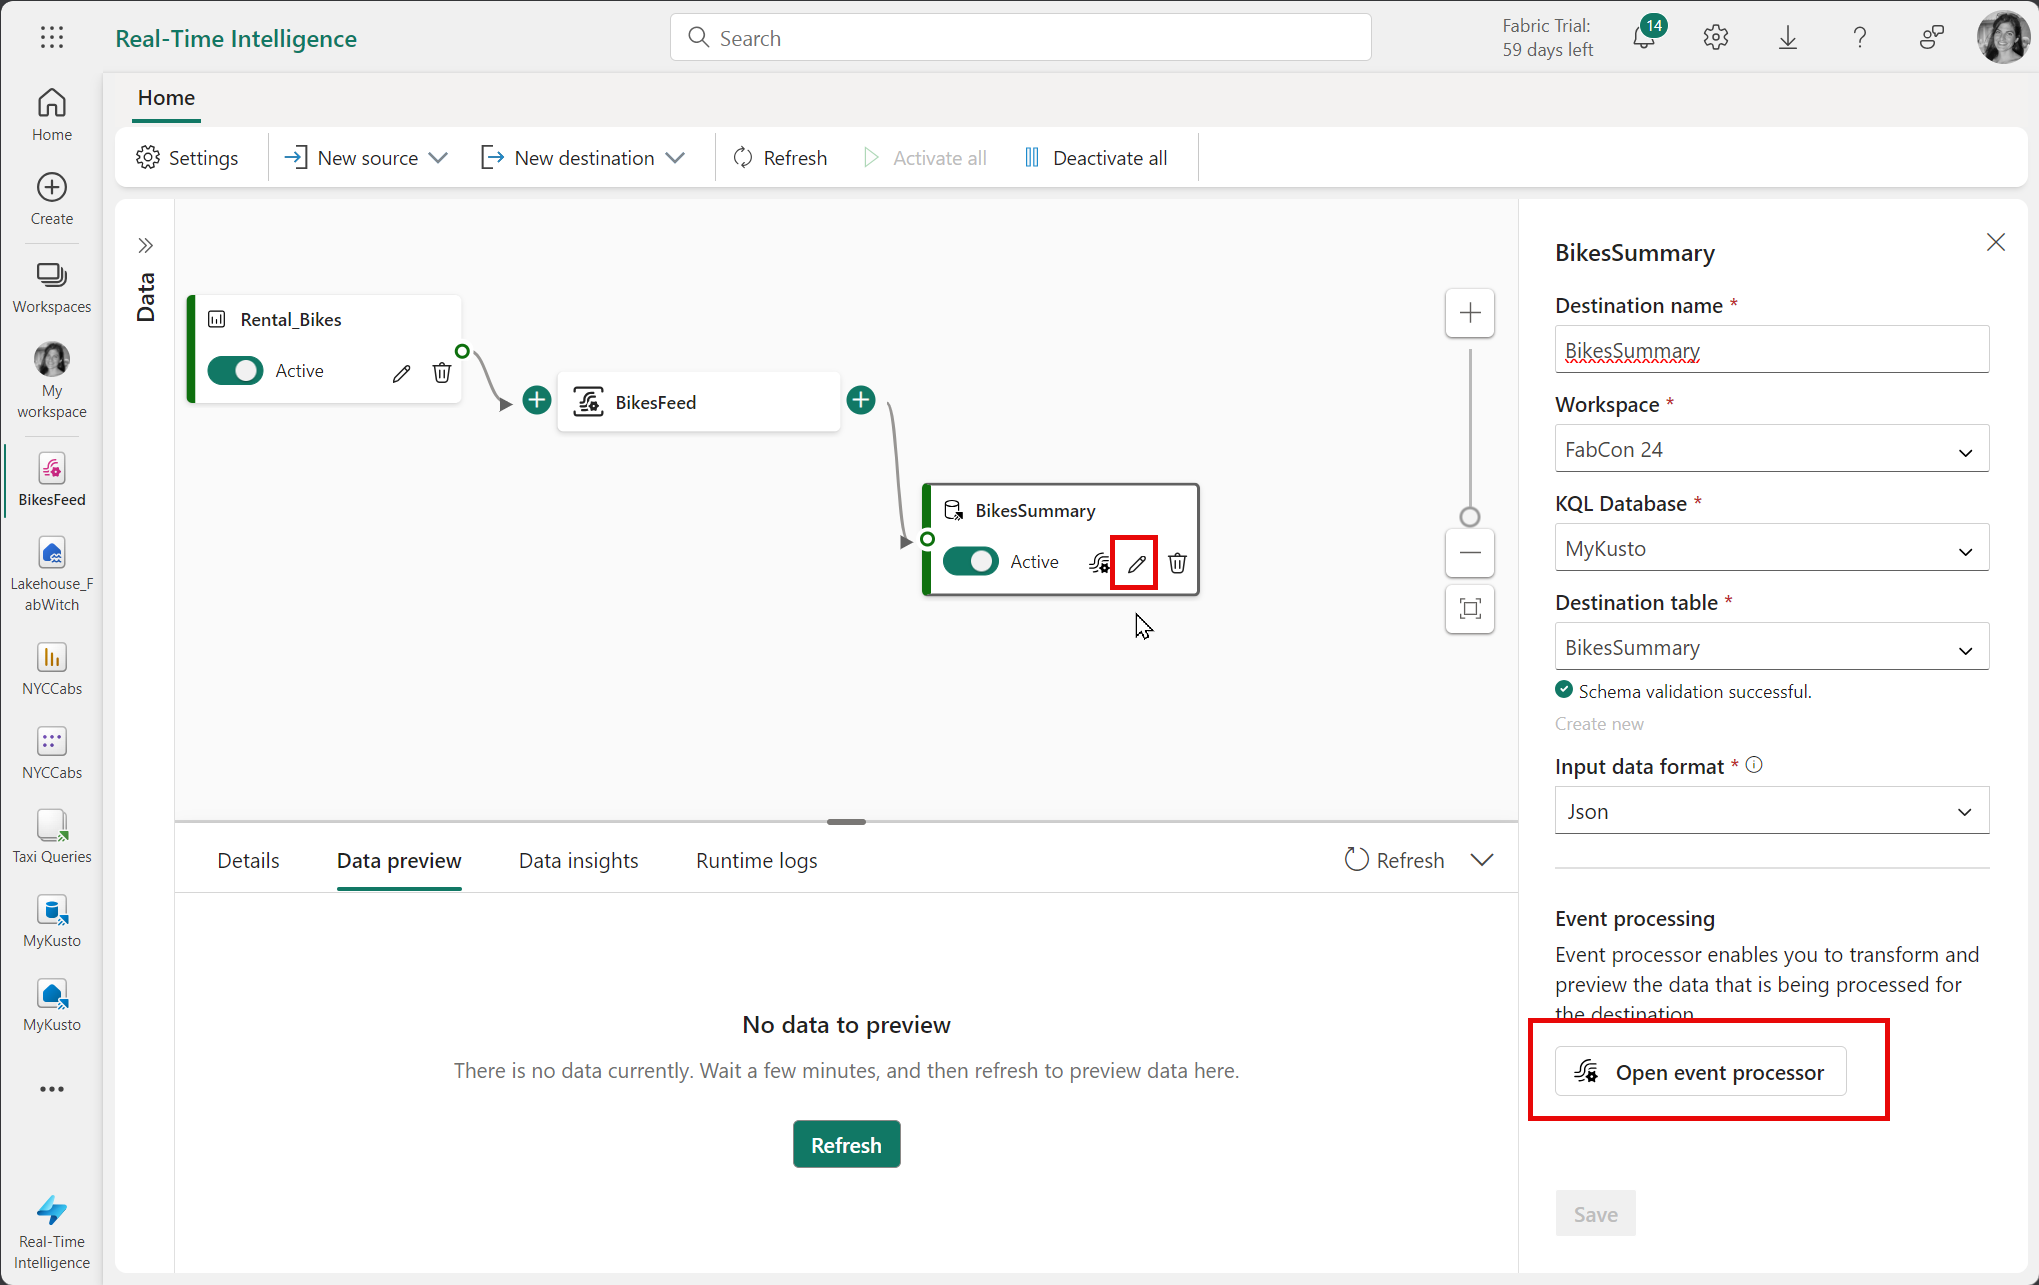 Real-Time Intelligence
Search
Fabric Trial:
59 days left
14
Home
Create
Workspaces
My
workspace
BikesFeed
Lakehouse_F
abWitch
NYCCabs
NYCCabs
Taxi Queries
MyKusto
MyKusto
Real-Time
Intelligence
Home
Settings
New source
New destination
Refresh
Activate all
Deactivate all
Data
Rental_Bikes
Active
BikesFeed
BikesSummary
Active
Details
Data preview
Data insights
Runtime logs
Refresh
No data to preview
There is no data currently. Wait a few minutes, and then refresh to preview data here.
Refresh
BikesSummary
Destination name *
BikesSummary
Workspace *
FabCon 24
KQL Database *
MyKusto
Destination table *
BikesSummary
Schema validation successful.
Create new
Input data format *
Json
Event processing
Event processor enables you to transform and
preview the data that is being processed for
the destination
Open event processor
Save